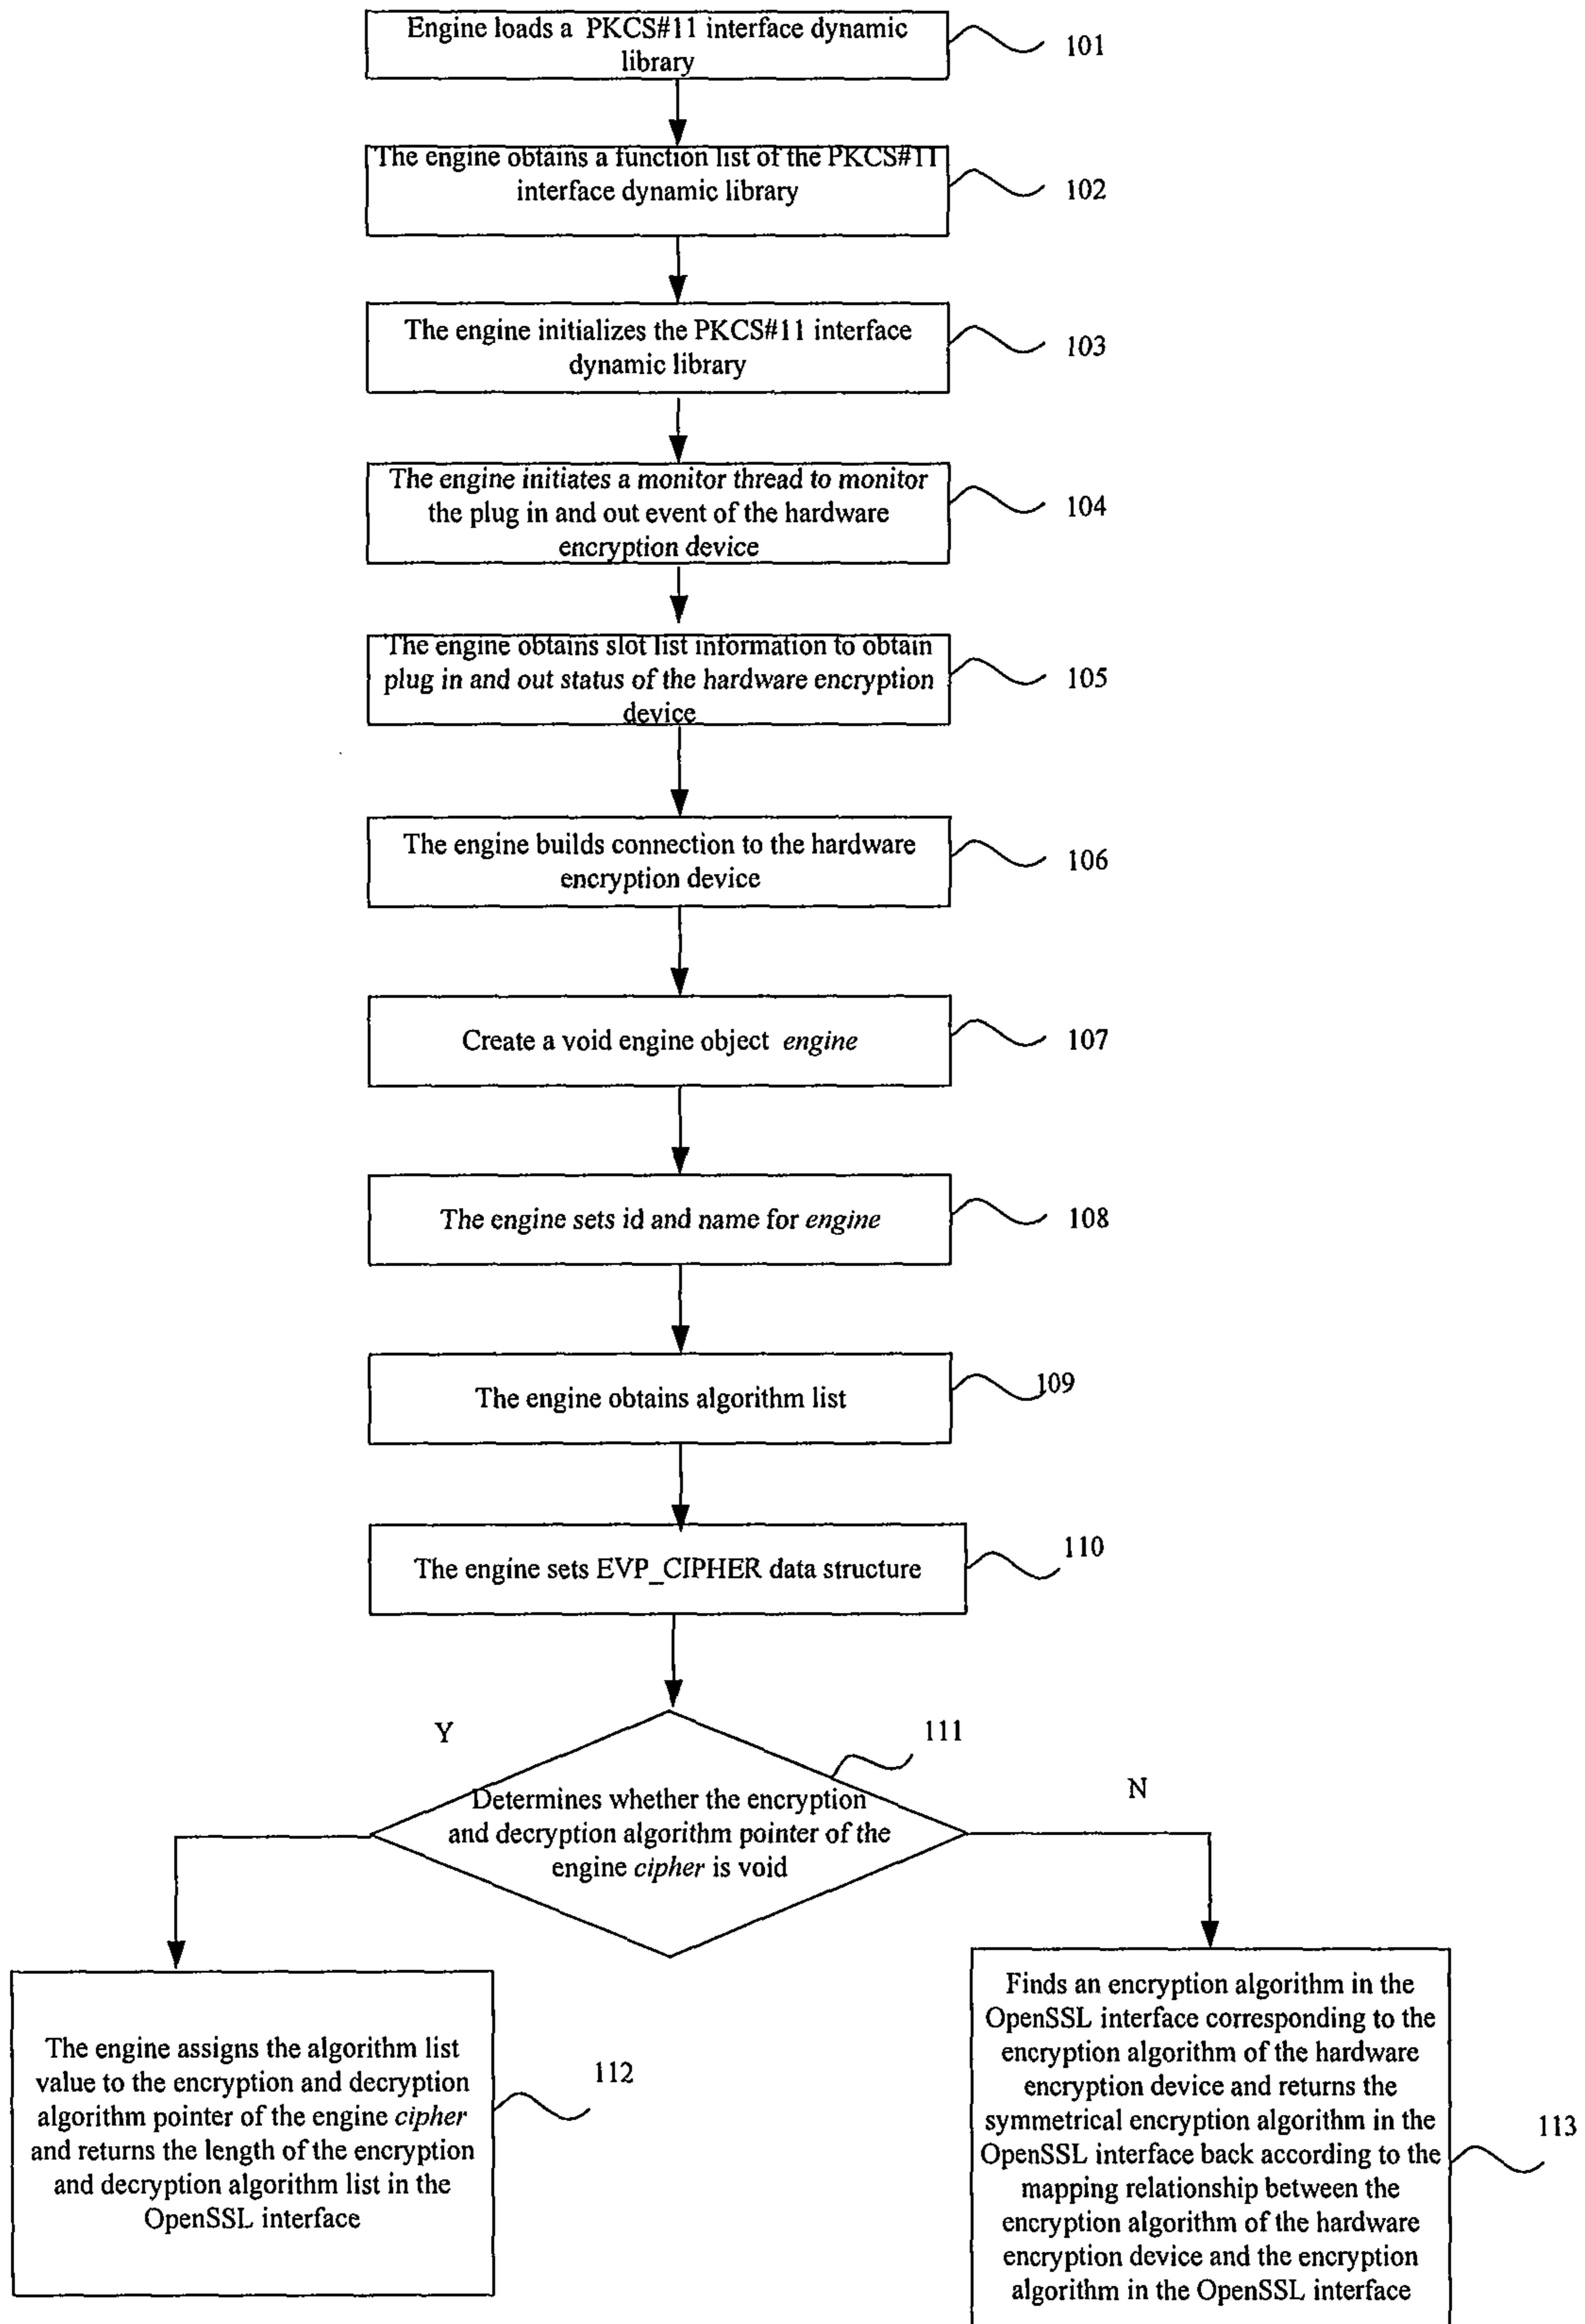 Engine loads a PKCS#11 interface dynamic
library
101
The engine obtains a function list of the PKCS#11
interface dynamic library
102
The engine initializes the PKCS#11 interface
dynamic library
103
The engine initiates a monitor thread to monitor
the plug in and out event of the hardware
encryption device
104
The engine obtains slot list information to obtain
plug in and out status of the hardware encryption
device
105
The engine builds connection to the hardware
encryption device
106
Create a void engine object engine
107
The engine sets id and name for engine
108
The engine obtains algorithm list
109
The engine sets EVP_CIPHER data structure
110
Y
111
N
Determines whether the encryption
and decryption algorithm pointer of the
engine cipher is void
The engine assigns the algorithm list
value to the encryption and decryption
algorithm pointer of the engine cipher
and returns the length of the encryption
and decryption algorithm list in the
OpenSSL interface
112
Finds an encryption algorithm in the
OpenSSL interface corresponding to the
encryption algorithm of the hardware
encryption device and returns the
symmetrical encryption algorithm in the
OpenSSL interface back according to the
mapping relationship between the
encryption algorithm of the hardware
encryption device and the encryption
algorithm in the OpenSSL interface
113